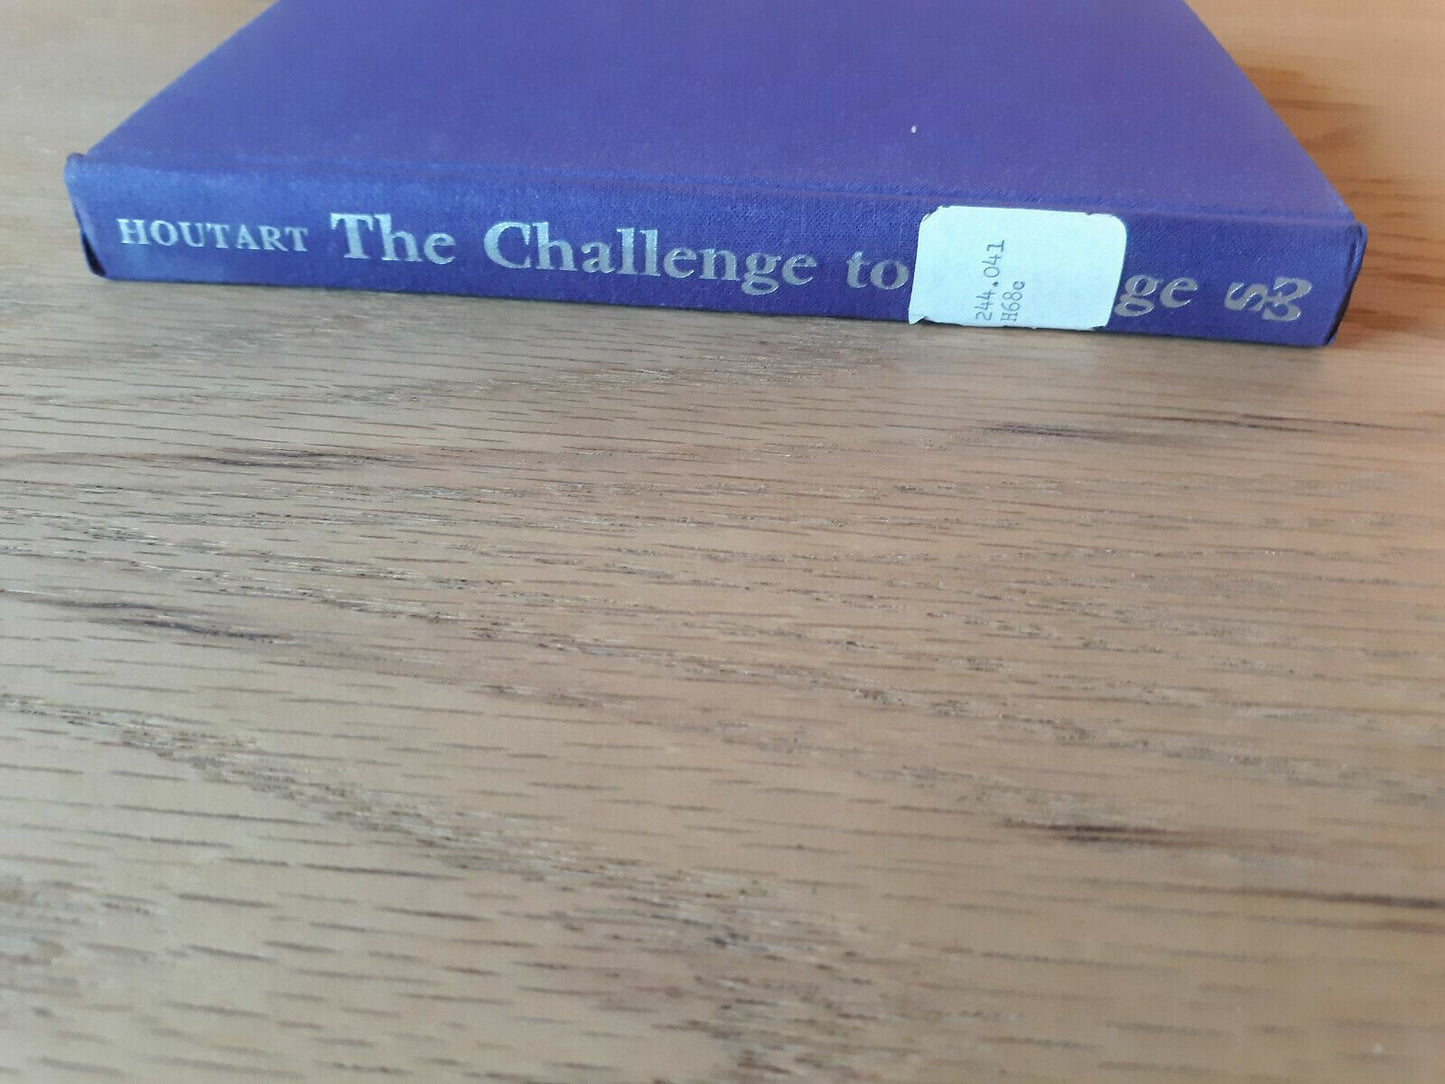 HOUTART The Challenge to ge
244.041
H68c